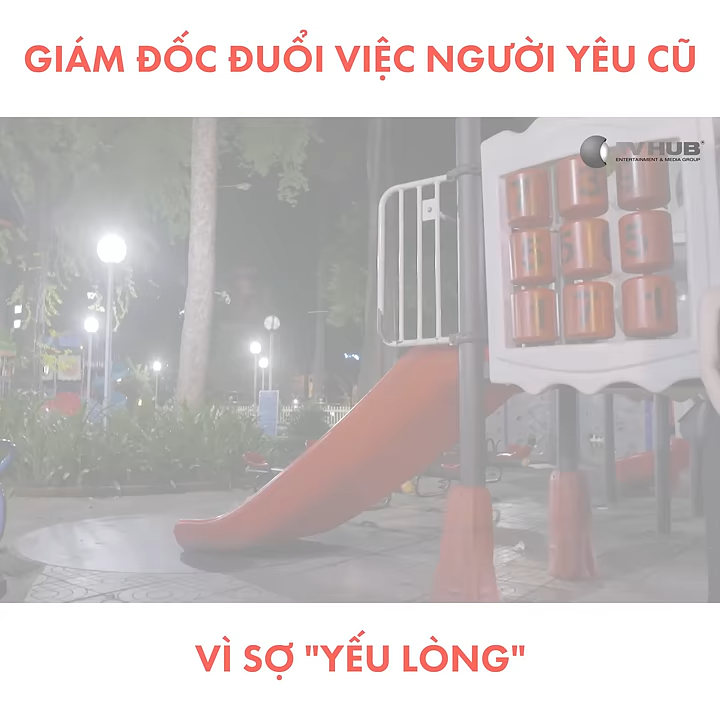 GIÁM ĐỐC ĐUỔI VIỆC NGƯỜI YÊU CŨ
TV HUB
ENTERTAINMENT & MEDIA GROUP
VÌ SỢ "YẾU LÒNG"